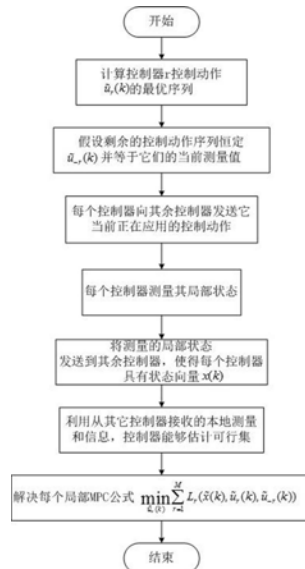 开始
计算控制器r控制动作
ũᵣ(k)的最优序列
假设剩余的控制动作序列恒定
ũ₋ᵣ(k)并等于它们的当前测量值
每个控制器向其余控制器发送它
当前正在应用的控制动作
每个控制器测量其局部状态
将测量的局部状态
发送到其余控制器，使得每个控制器
具有状态向量x(k)
利用从其它控制器接收的本地测量
和信息，控制器能够估计可行集
解决每个局部MPC公式 min_{ũᵣ(k)} ∑_{r=1}^{M} Lᵣ(x̃(k),ũᵣ(k),ũ₋ᵣ(k))
结束